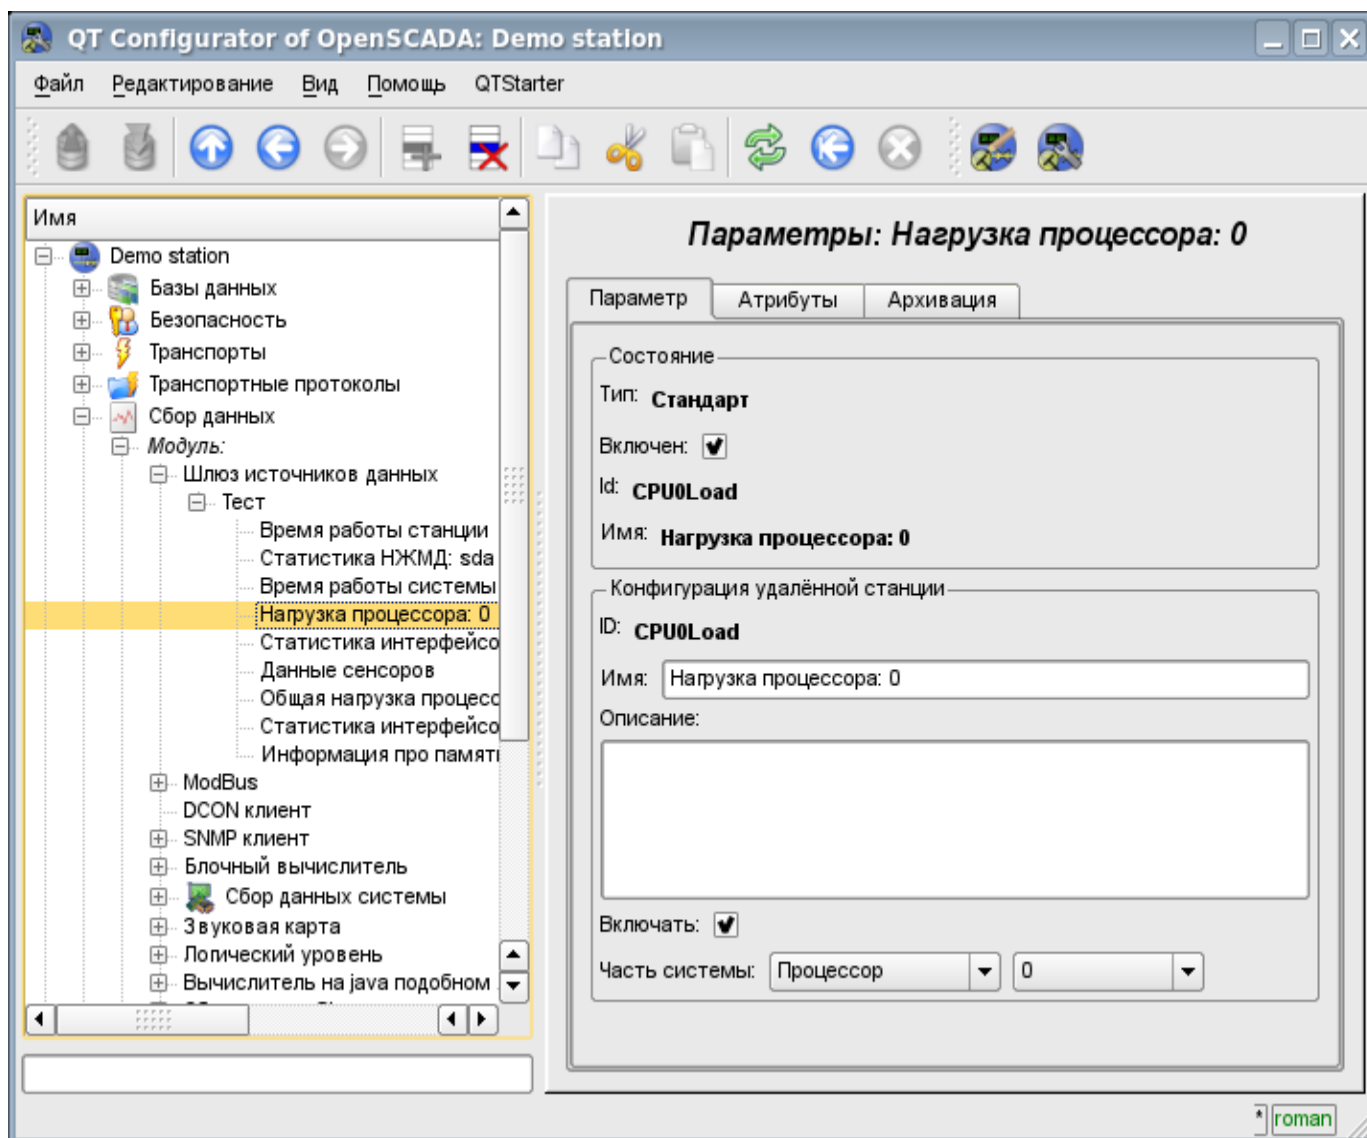 QT Configurator of OpenSCADA: Demo station
Файл Редактирование Вид Помощь QTStarter
Имя
Demo station
Базы данных
Безопасность
Транспорты
Транспортные протоколы
Сбор данных
Модуль:
Шлюз источников данных
Тест
Время работы станции
Статистика НЖМД: sda
Время работы системы
Нагрузка процессора: 0
Статистика интерфейсо
Данные сенсоров
Общая нагрузка процесс
Статистика интерфейсо
Информация про памят
ModBus
DCON клиент
SNMP клиент
Блочный вычислитель
Сбор данных системы
Звуковая карта
Логический уровень
Вычислитель на java подобном
Параметры: Нагрузка процессора: 0
Параметр Атрибуты Архивация
Состояние
Тип: Стандарт
Включен:
Id: CPU0Load
Имя: Нагрузка процессора: 0
Конфигурация удалённой станции
ID: CPU0Load
Имя: Нагрузка процессора: 0
Описание:
Включать:
Часть системы: Процессор 0
* roman